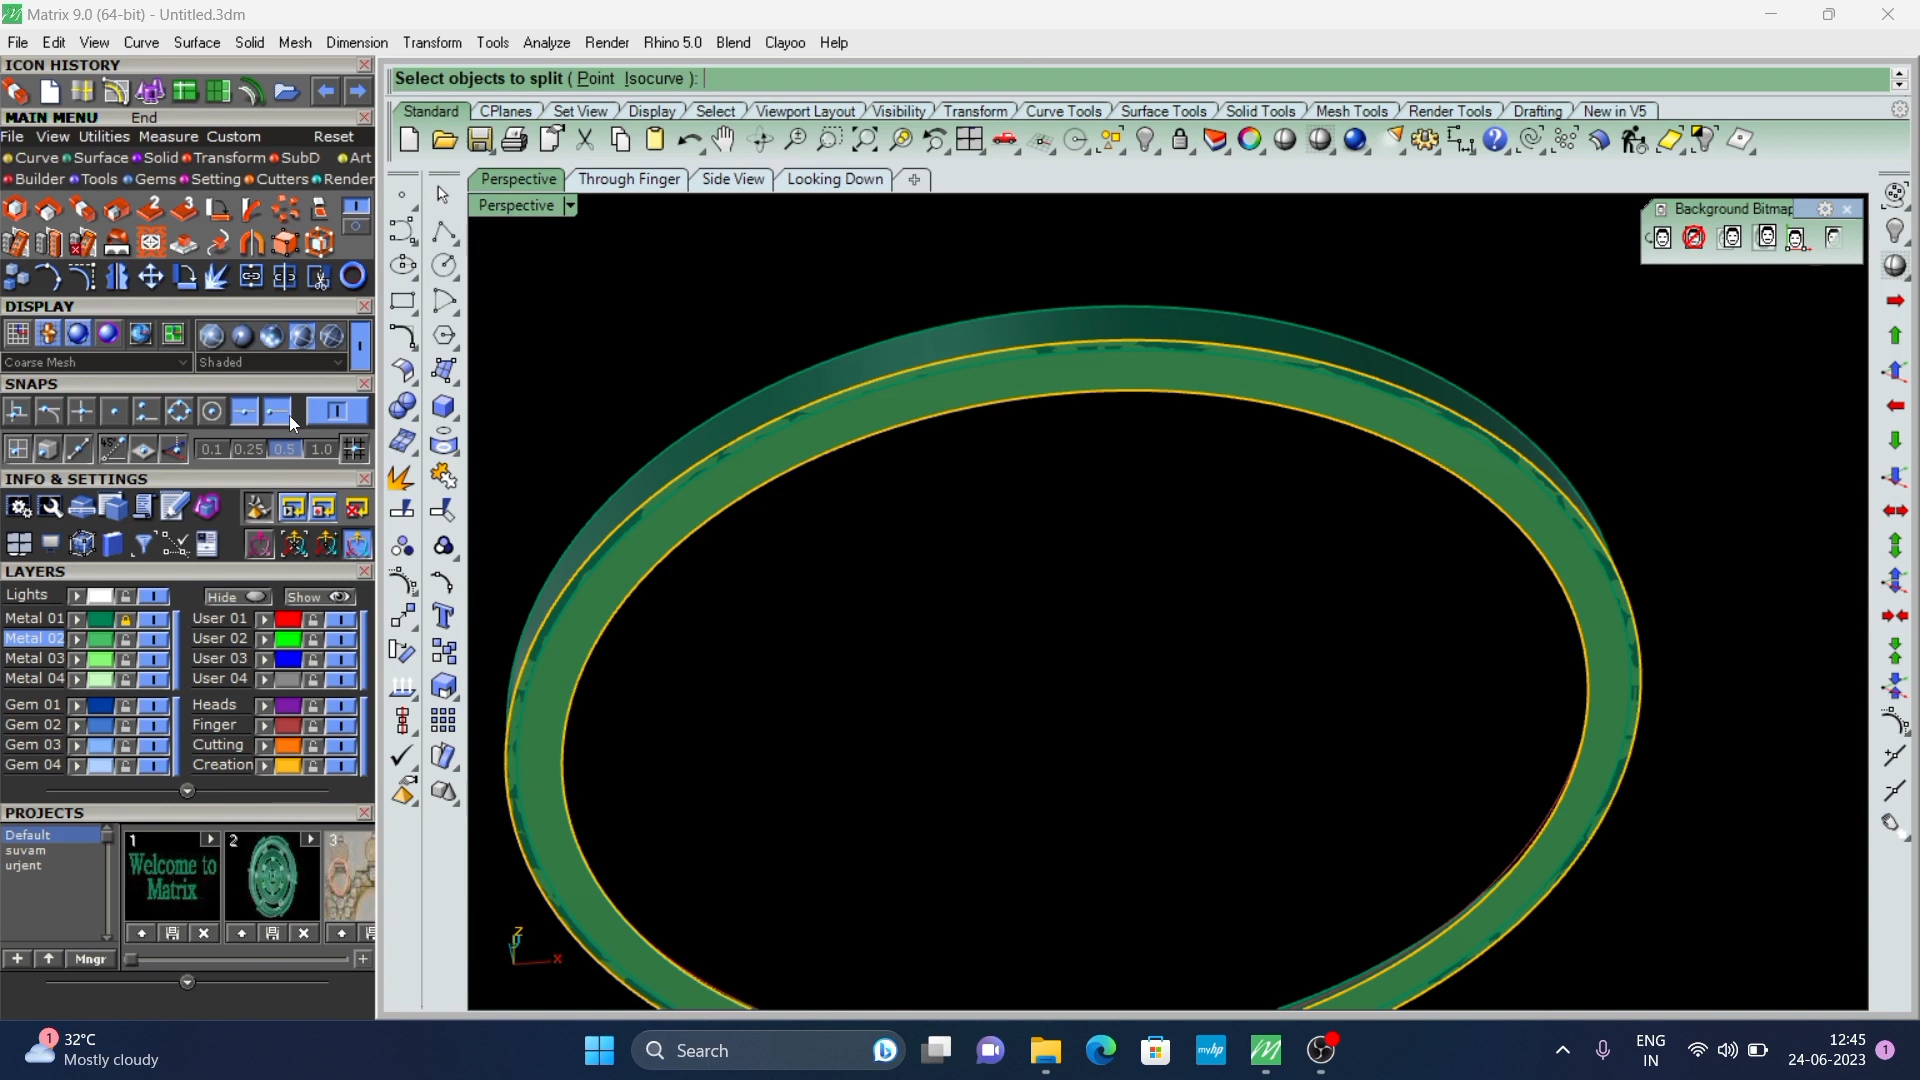 Matrix 9.0 (64-bit) - Untitled.3dm
File Edit View Curve Surface Solid Mesh Dimension Transform Tools Analyze Render Rhino 5.0 Blend Clayoo Help
ICON HISTORY
MAIN MENU End
File View Utilities Measure Custom Reset
Curve Surface Solid Transform SubD Art
Builder Tools Gems Setting Cutters Render
DISPLAY
Coarse Mesh Shaded
SNAPS
0.1 0.25 0.5 1.0
INFO & SETTINGS
LAYERS
Lights Hide Show
Metal 01 User 01
Metal 02 User 02
Metal 03 User 03
Metal 04 User 04
Gem 01 Heads
Gem 02 Finger
Gem 03 Cutting
Gem 04 Creation
PROJECTS
Default
suvam
urjent
1 2 3
Welcome to
Matrix
Mngr
Select objects to split ( Point Isocurve ):
Standard CPlanes Set View Display Select Viewport Layout Visibility Transform Curve Tools Surface Tools Solid Tools Mesh Tools Render Tools Drafting New in V5
Perspective Through Finger Side View Looking Down
Perspective
Background Bitmap
z
y
x
1
32°C
Mostly cloudy
Search
myhp
ENG
IN
12:45
24-06-2023
1